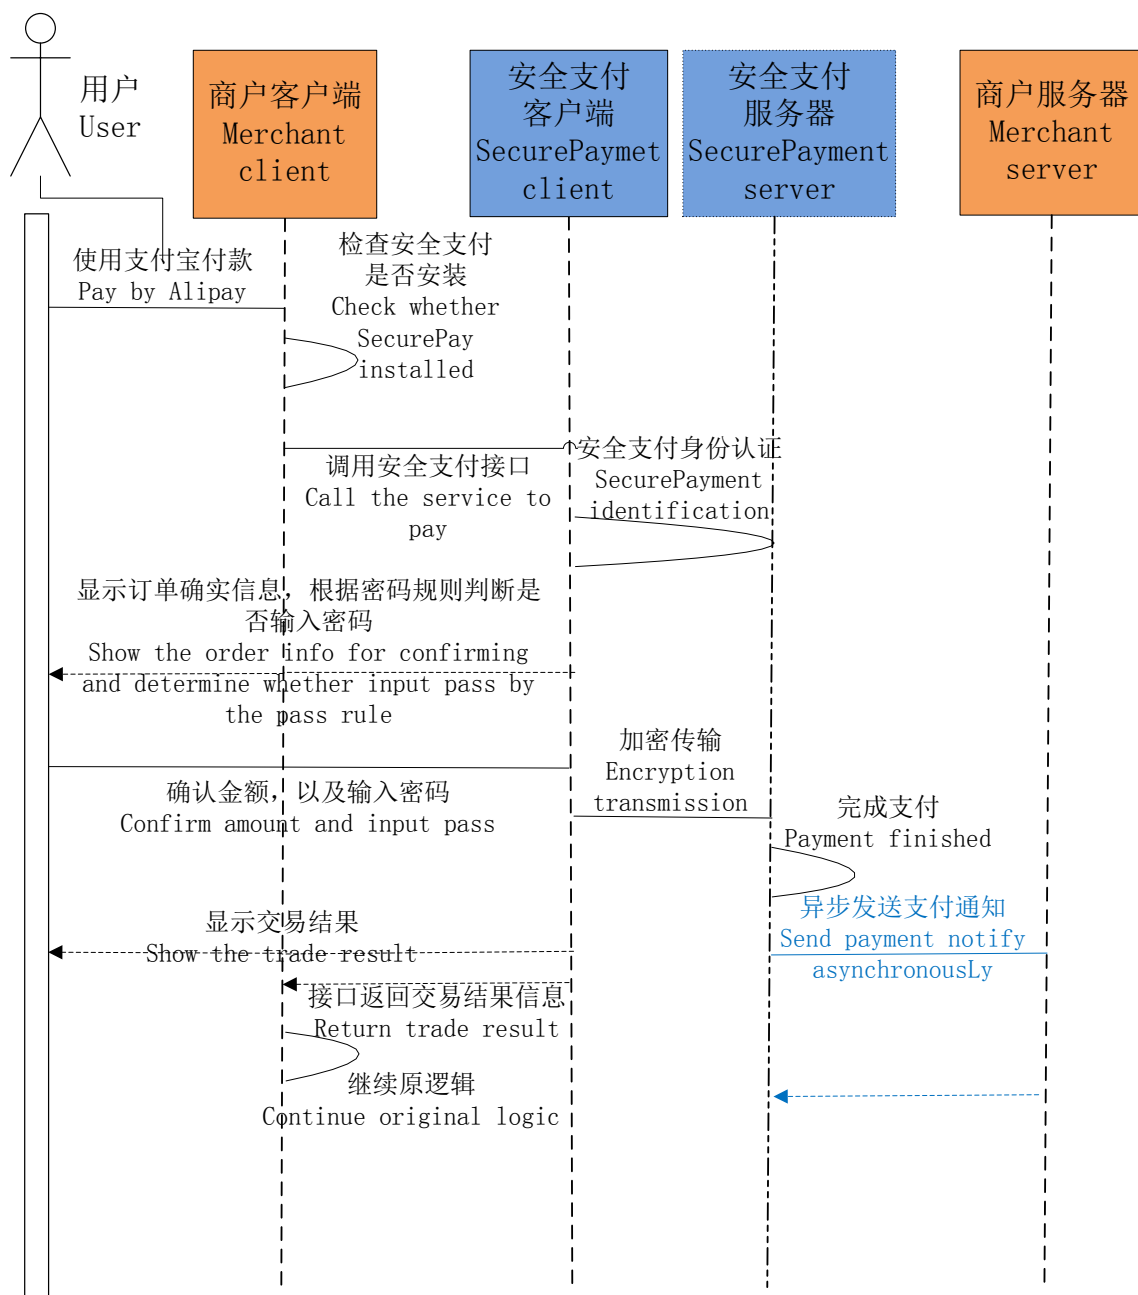 用户
User
商户客户端
Merchant
client
安全支付
客户端
SecurePaymet
client
安全支付
服务器
SecurePayment
server
商户服务器
Merchant
server
使用支付宝付款
Pay by Alipay
检查安全支付
是否安装
Check whether
SecurePay
installed
调用安全支付接口
Call the service to
pay
安全支付身份认证
SecurePayment
identification
显示订单确实信息，根据密码规则判断是
否输入密码
Show the order info for confirming
and determine whether input pass by
the pass rule
确认金额，以及输入密码
Confirm amount and input pass
加密传输
Encryption
transmission
完成支付
Payment finished
显示交易结果
Show the trade result
异步发送支付通知
Send payment notify
asynchronousLy
接口返回交易结果信息
Return trade result
继续原逻辑
Continue original logic